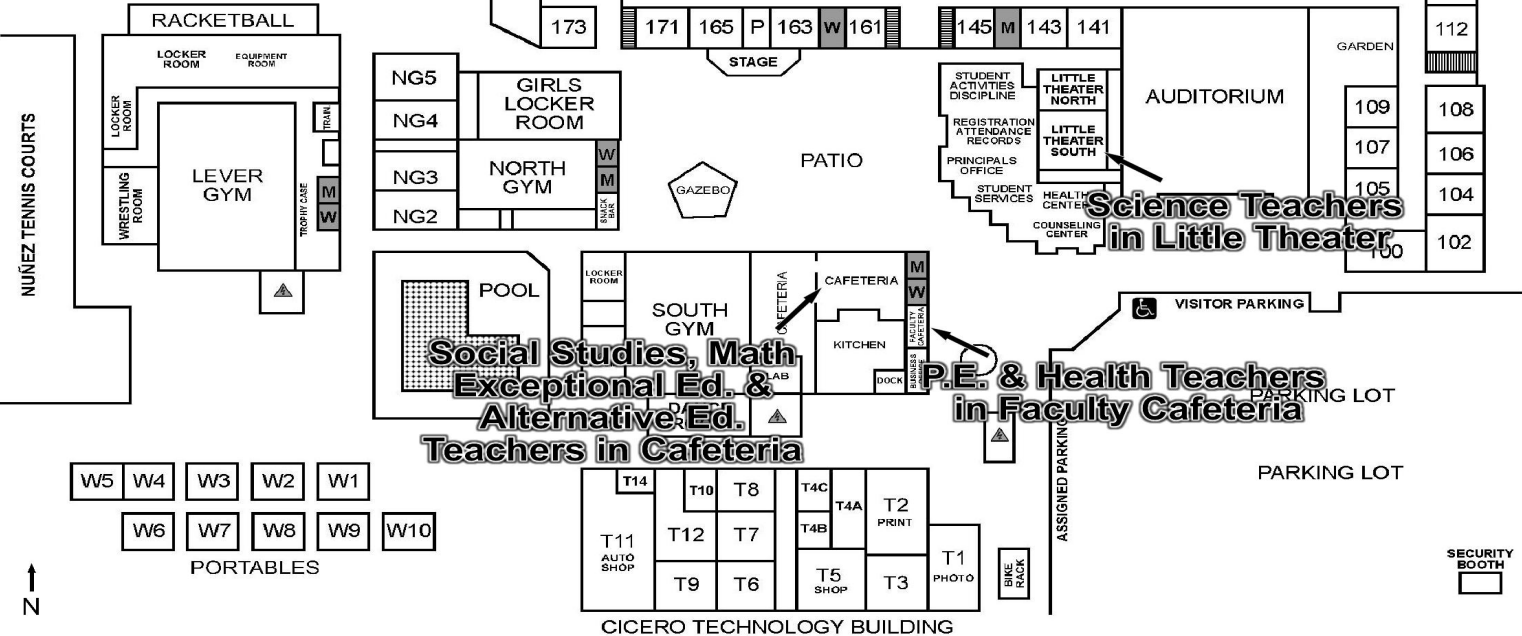 RACKETBALL
LOCKER
ROOM
EQUIPMENT
ROOM
LOCKER
ROOM
TRAIN.
LEVER
GYM
WRESTLING
ROOM
TROPHY CASE
M
W
NUÑEZ TENNIS COURTS
173
171
165
P
163
W
161
STAGE
145
M
143
141
NG5
NG4
NG3
NG2
GIRLS
LOCKER
ROOM
NORTH
GYM
W
M
SNACK
BAR
GAZEBO
PATIO
STUDENT
ACTIVITIES
DISCIPLINE
REGISTRATION
ATTENDANCE
RECORDS
PRINCIPALS
OFFICE
STUDENT
SERVICES
LITTLE
THEATER
NORTH
LITTLE
THEATER
SOUTH
HEALTH
CENTER
COUNSELING
CENTER
AUDITORIUM
GARDEN
112
109
107
105
100
108
106
104
102
Science Teachers
in Little Theater
POOL
LOCKER
ROOM
SOUTH
GYM
CAFETERIA
CAFETERIA
M
W
FACULTY
CAFETERIA
KITCHEN
BUSINESS
DOCK
LAB
Social Studies, Math
Exceptional Ed. &
Alternative Ed.
Teachers in Cafeteria
P.E. & Health Teachers
in Faculty Cafeteria
VISITOR PARKING
PARKING LOT
PARKING LOT
ASSIGNED PARKING
W5
W4
W3
W2
W1
W6
W7
W8
W9
W10
PORTABLES
N
T14
T10
T8
T11
AUTO
SHOP
T12
T7
T9
T6
T4C
T4A
T4B
T2
PRINT
T5
SHOP
T3
T1
PHOTO
BIKE
RACK
SECURITY
BOOTH
CICERO TECHNOLOGY BUILDING